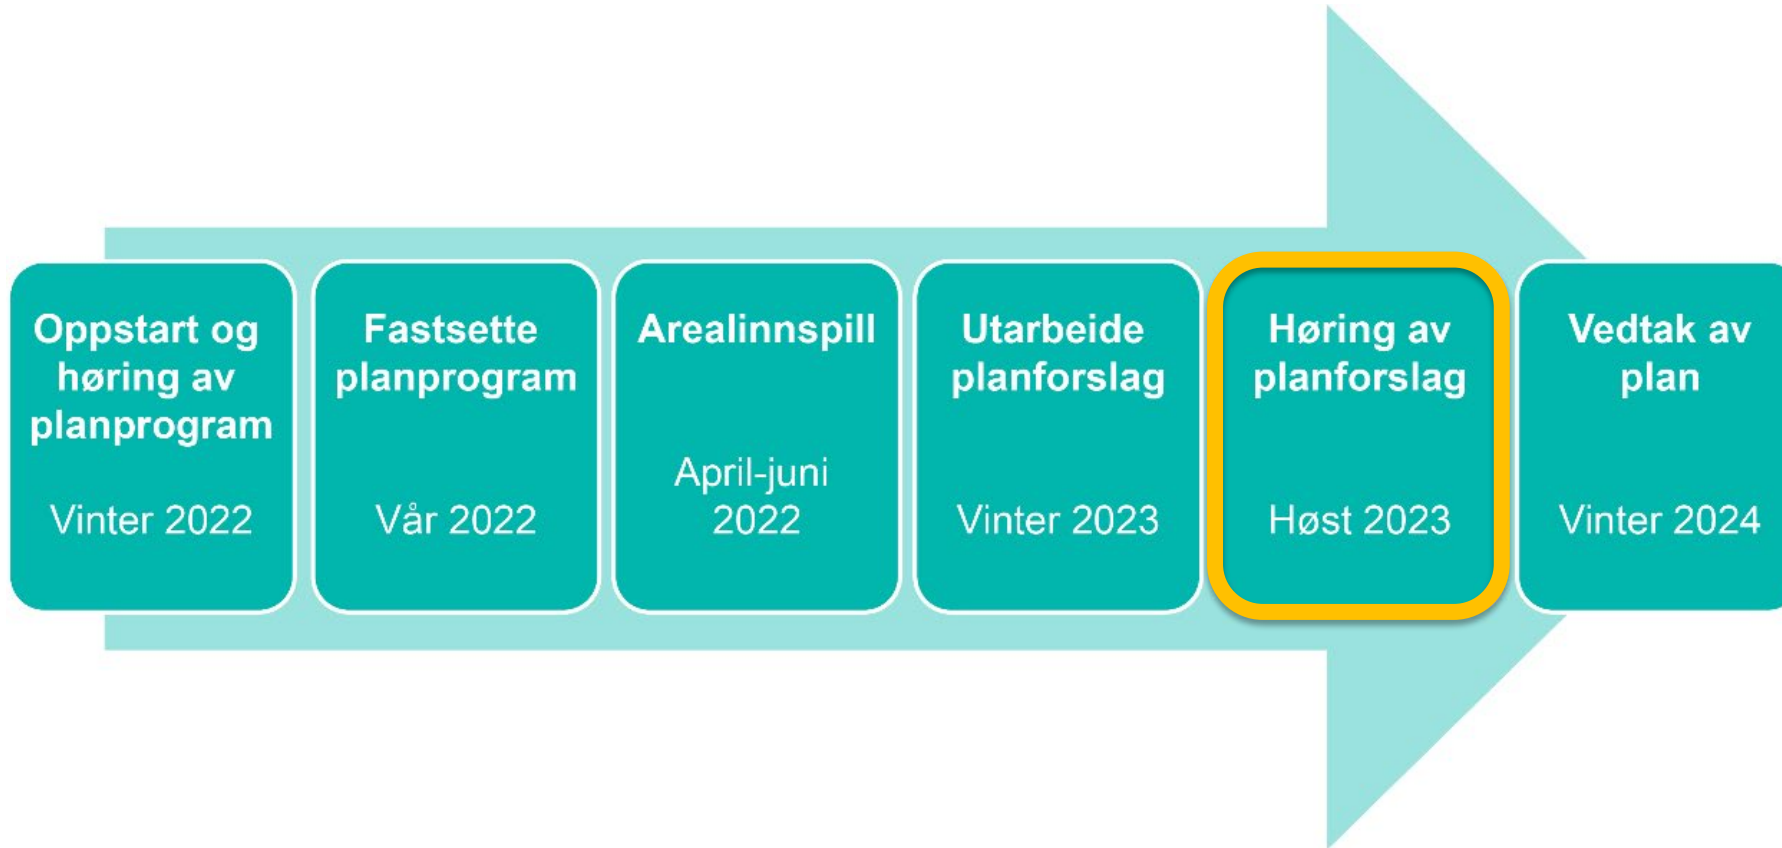 Oppstart og
høring av
planprogram
Vinter 2022
Fastsette
planprogram
Vår 2022
Arealinnspill
April-juni
2022
Utarbeide
planforslag
Vinter 2023
Høring av
planforslag
Høst 2023
Vedtak av
plan
Vinter 2024